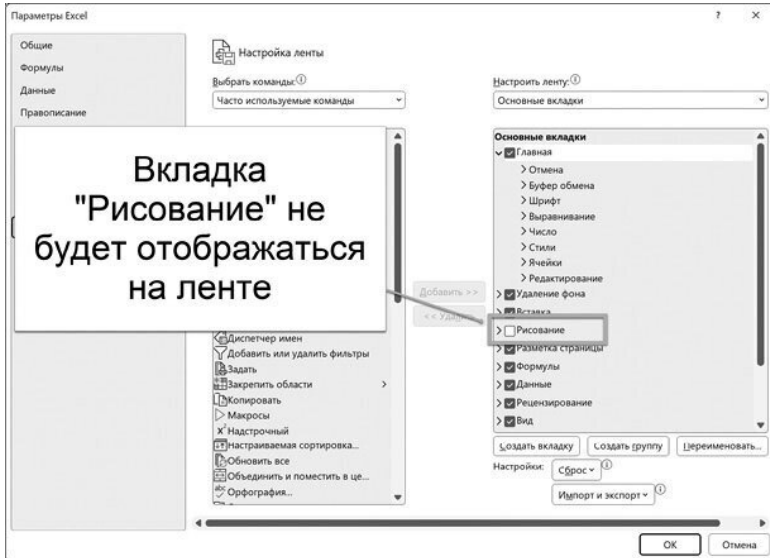 Параметры Excel
? ×
Общие
Формулы
Данные
Правописание
Настройка ленты
Выбрать команды:
Часто используемые команды
Настроить ленту:
Основные вкладки
Вкладка
"Рисование" не
будет отображаться
на ленте
Диспетчер имен
Добавить или удалить фильтры
Задать
Закрепить области
Копировать
Макросы
Надстрочный
Настраиваемая сортировка...
Обновить все
Объединить и поместить в це...
Орфография...
Добавить >>
Основные вкладки
Главная
Отмена
Буфер обмена
Шрифт
Выравнивание
Число
Стили
Ячейки
Редактирование
Удаление фона
Вставка
Рисование
Разметка страницы
Формулы
Данные
Рецензирование
Вид
Создать вкладку
Создать группу
Переименовать...
Настройки:
Сброс
Импорт и экспорт
ОК
Отмена